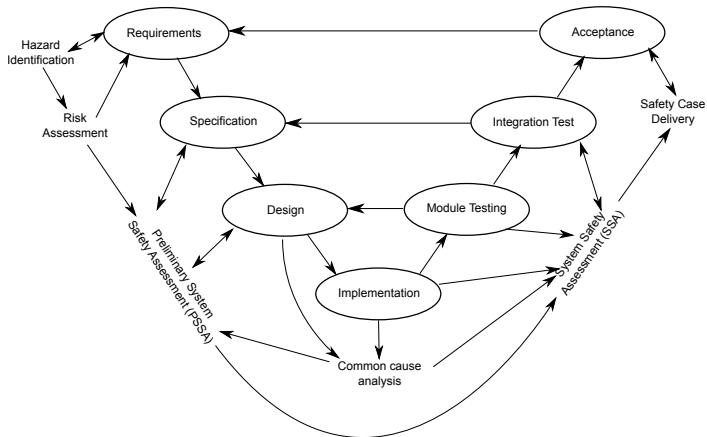 Requirements
Acceptance
Hazard
Identification
Risk
Assessment
Safety Case
Delivery
Specification
Integration Test
Design
Module Testing
Preliminary System
Safety Assessment (PSSA)
System Safety
Assessment (SSA)
Implementation
Common cause
analysis